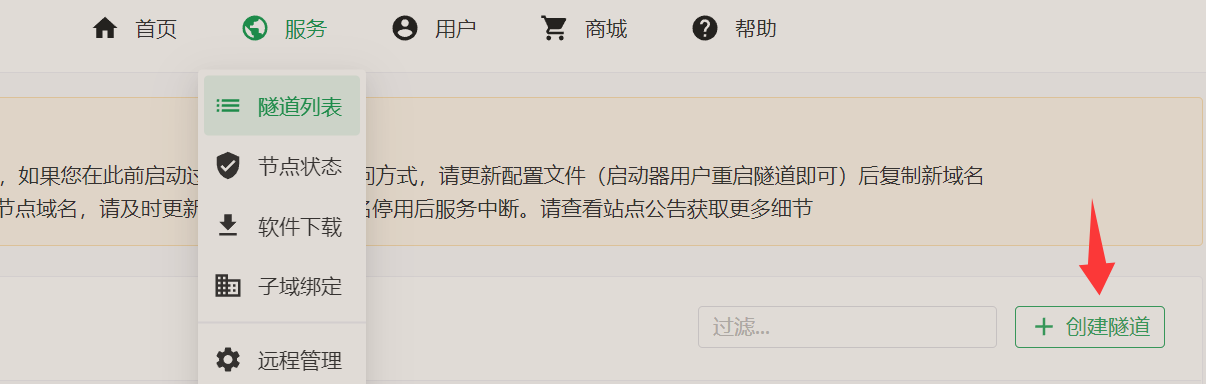 首页 服务 用户 商城 帮助
隧道列表
节点状态
，如果您在此前启动过 问方式，请更新配置文件（启动器用户重启隧道即可）后复制新域名
节点域名，请及时更新 停用后服务中断。请查看站点公告获取更多细节
软件下载
子域绑定
过滤...
创建隧道
远程管理